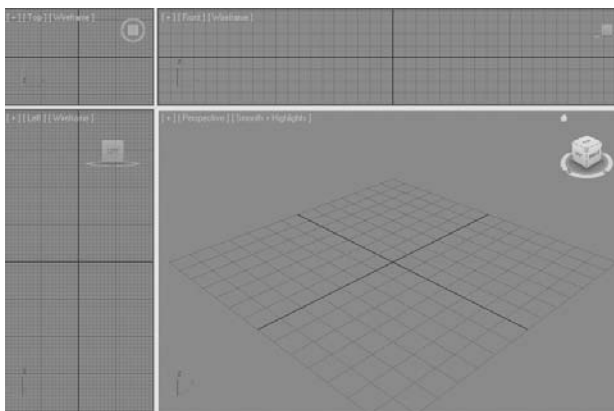 [ + ] [ Top ] [ Wireframe ]
[ + ] [ Front ] [ Wireframe ]
[ + ] [ Left ] [ Wireframe ]
[ + ] [ Perspective ] [ Smooth + Highlights ]